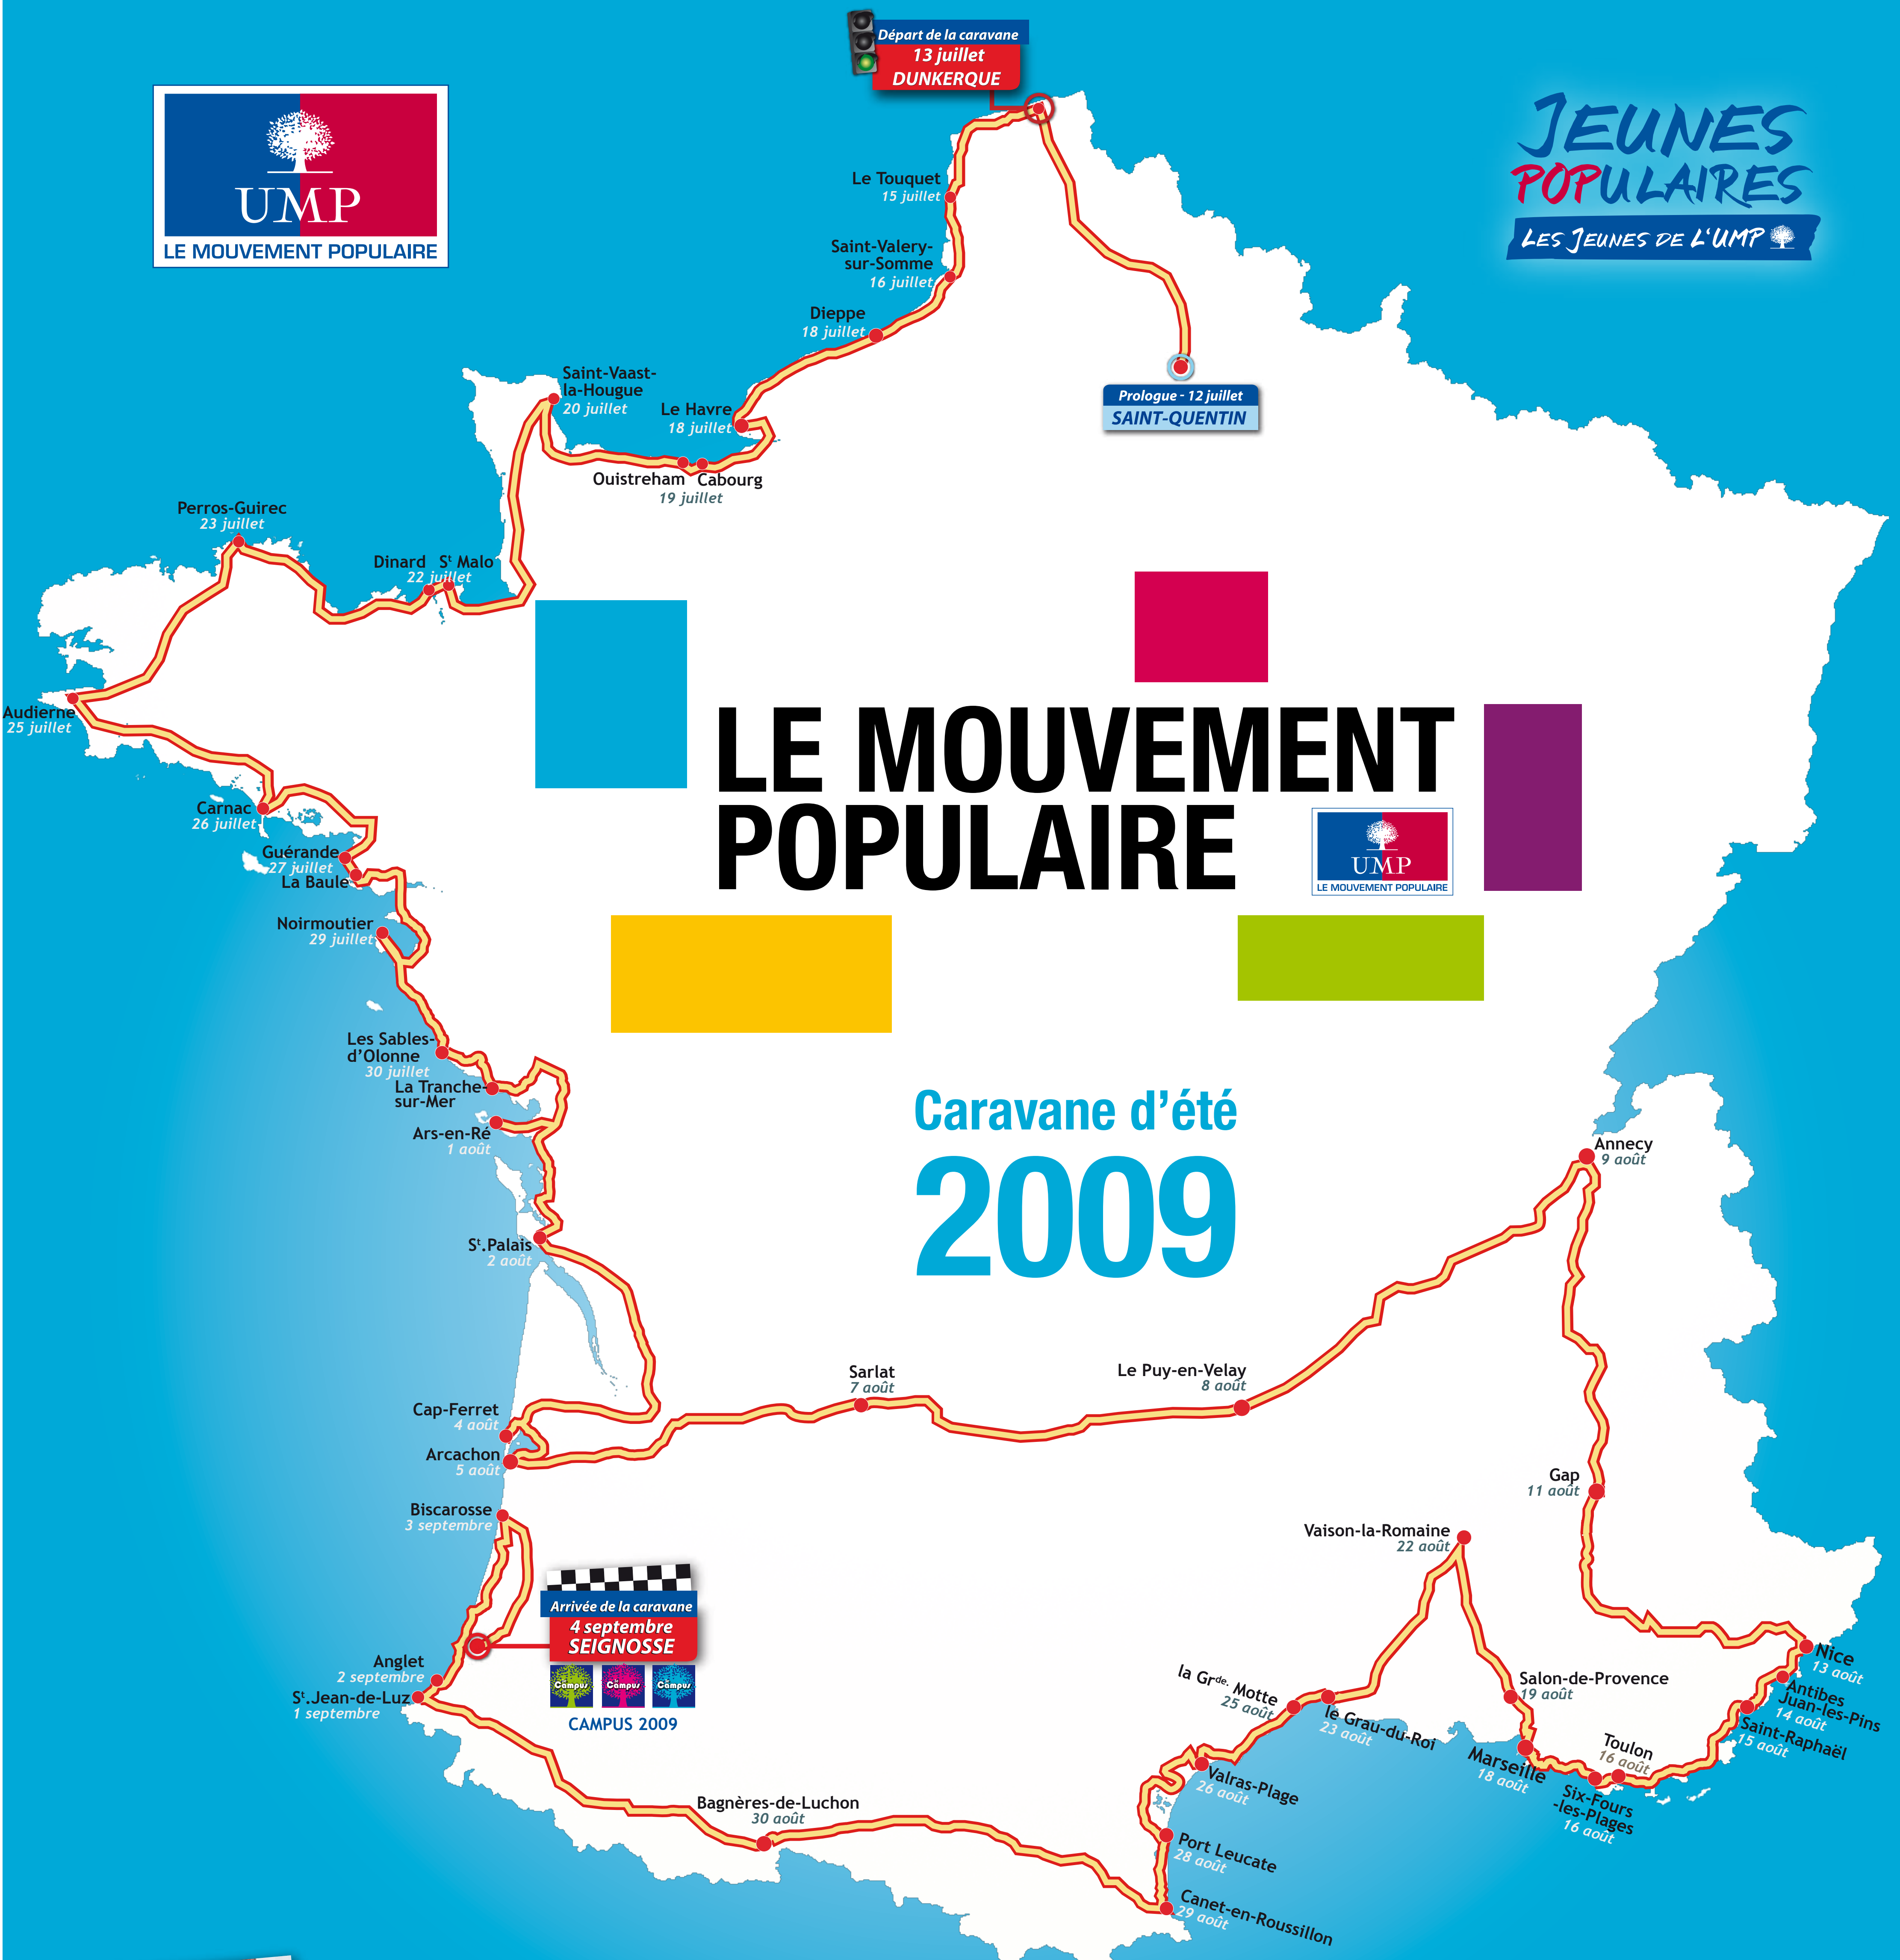 Départ de la caravane
13 juillet
DUNKERQUE
UMP
LE MOUVEMENT POPULAIRE
JEUNES
POPULAIRES
LES JEUNES DE L'UMP
Le Touquet
15 juillet
Saint-Valery-
sur-Somme
16 juillet
Dieppe
18 juillet
Saint-Vaast-
la-Hougue
20 juillet
Le Havre
18 juillet
Prologue - 12 juillet
SAINT-QUENTIN
Ouistreham Cabourg
19 juillet
Perros-Guirec
23 juillet
Dinard St Malo
22 juillet
Audierne
25 juillet
LE MOUVEMENT
POPULAIRE
UMP
LE MOUVEMENT POPULAIRE
Carnac
26 juillet
Guérande
27 juillet
La Baule
Noirmoutier
29 juillet
Les Sables-
d'Olonne
30 juillet
La Tranche-
sur-Mer
Ars-en-Ré
1 août
Caravane d'été
2009
Annecy
9 août
St.Palais
2 août
Sarlat
7 août
Le Puy-en-Velay
8 août
Cap-Ferret
4 août
Arcachon
5 août
Gap
11 août
Biscarosse
3 septembre
Vaison-la-Romaine
22 août
Arrivée de la caravane
4 septembre
SEIGNOSSE
Campus
Campus
Campus
CAMPUS 2009
Anglet
2 septembre
St.Jean-de-Luz
1 septembre
Nice
13 août
Antibes
Juan-les-Pins
14 août
Saint-Raphaël
15 août
Salon-de-Provence
19 août
la Grde. Motte
25 août
le Grau-du-Roi
23 août
Marseille
18 août
Toulon
16 août
Six-Fours
-les-Plages
16 août
Valras-Plage
26 août
Bagnères-de-Luchon
30 août
Port Leucate
28 août
Canet-en-Roussillon
29 août